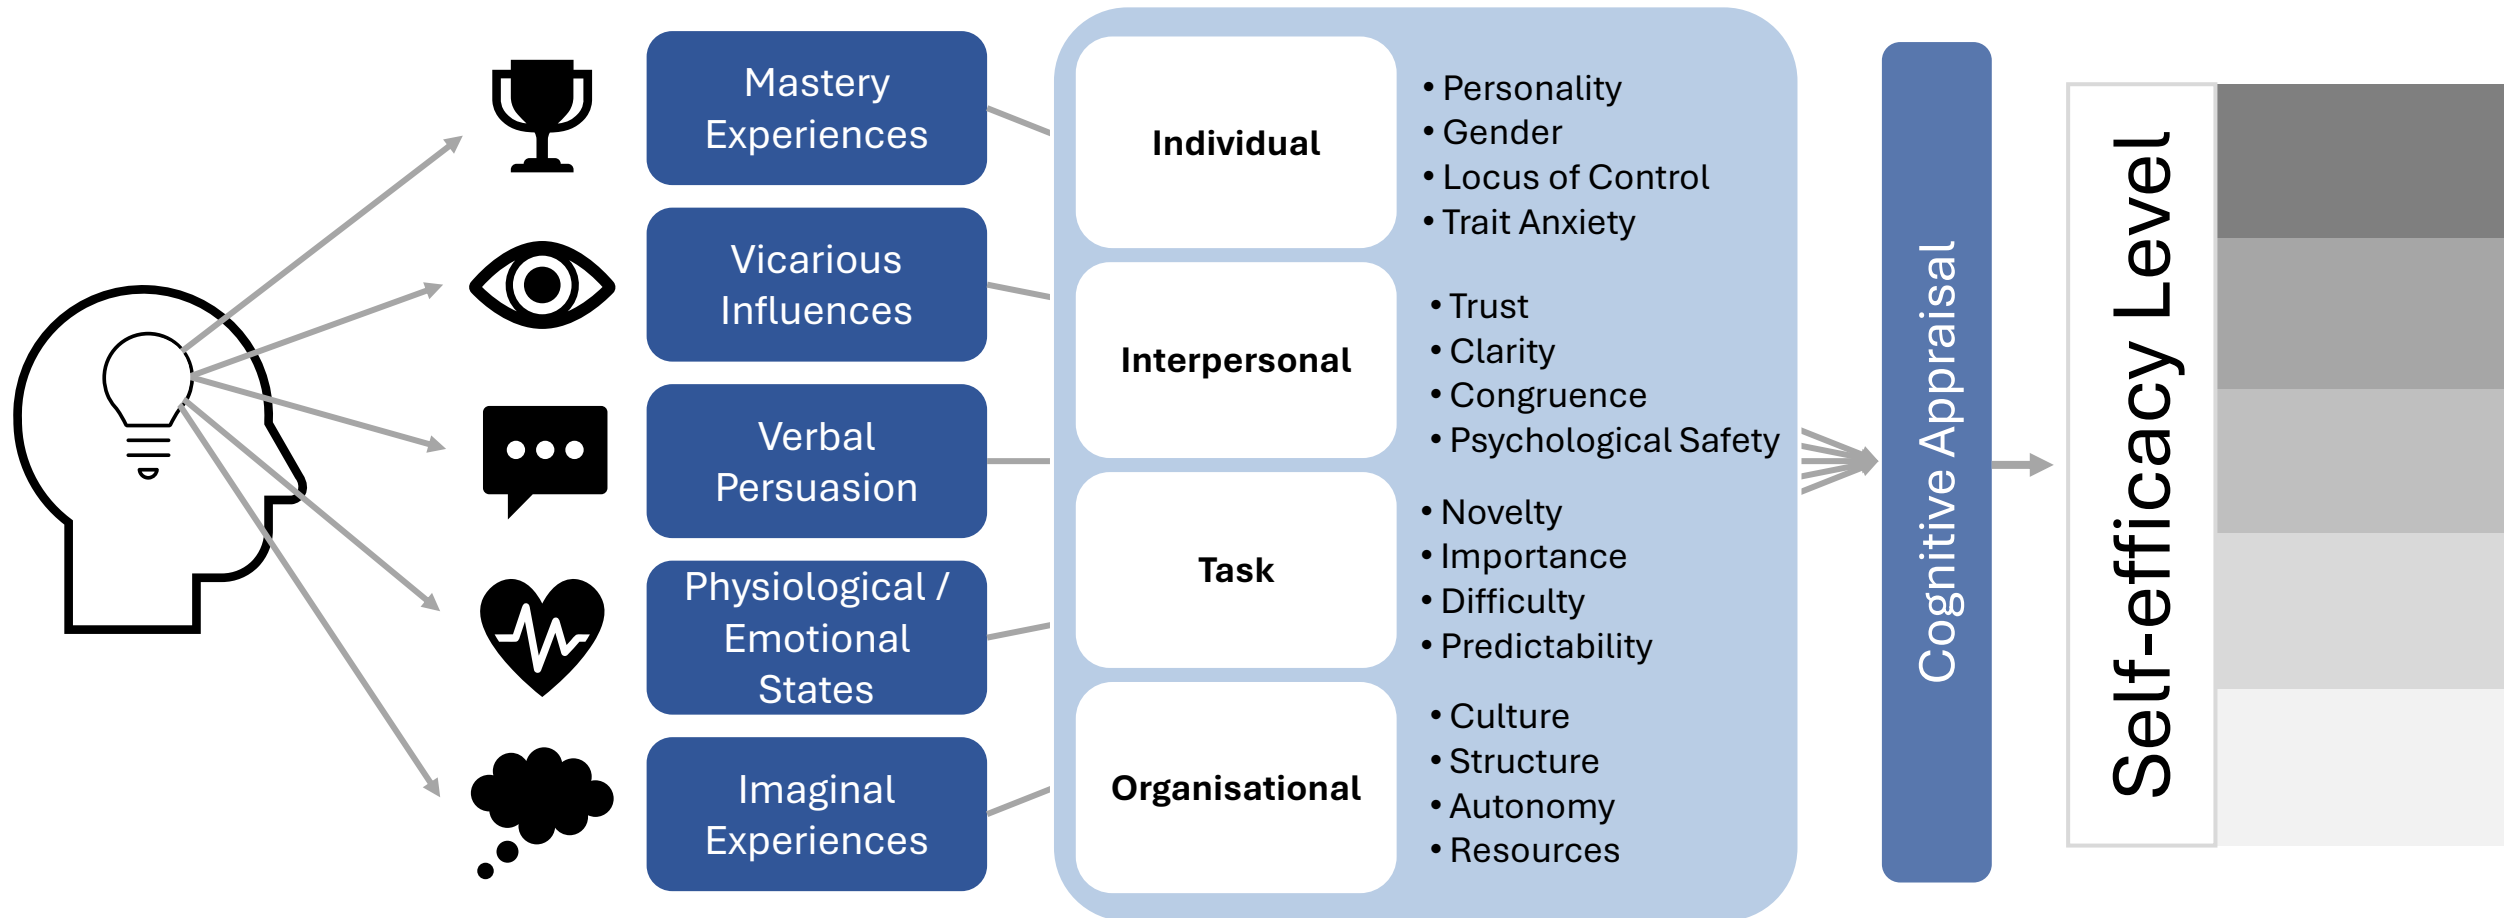 Mastery
Experiences
Vicarious
Influences
Verbal
Persuasion
Physiological /
Emotional
States
Imaginal
Experiences
Individual
• Personality
• Gender
• Locus of Control
• Trait Anxiety
Interpersonal
• Trust
• Clarity
• Congruence
• Psychological Safety
Task
• Novelty
• Importance
• Difficulty
• Predictability
Organisational
• Culture
• Structure
• Autonomy
• Resources
Cognitive Appraisal
Self-efficacy Level